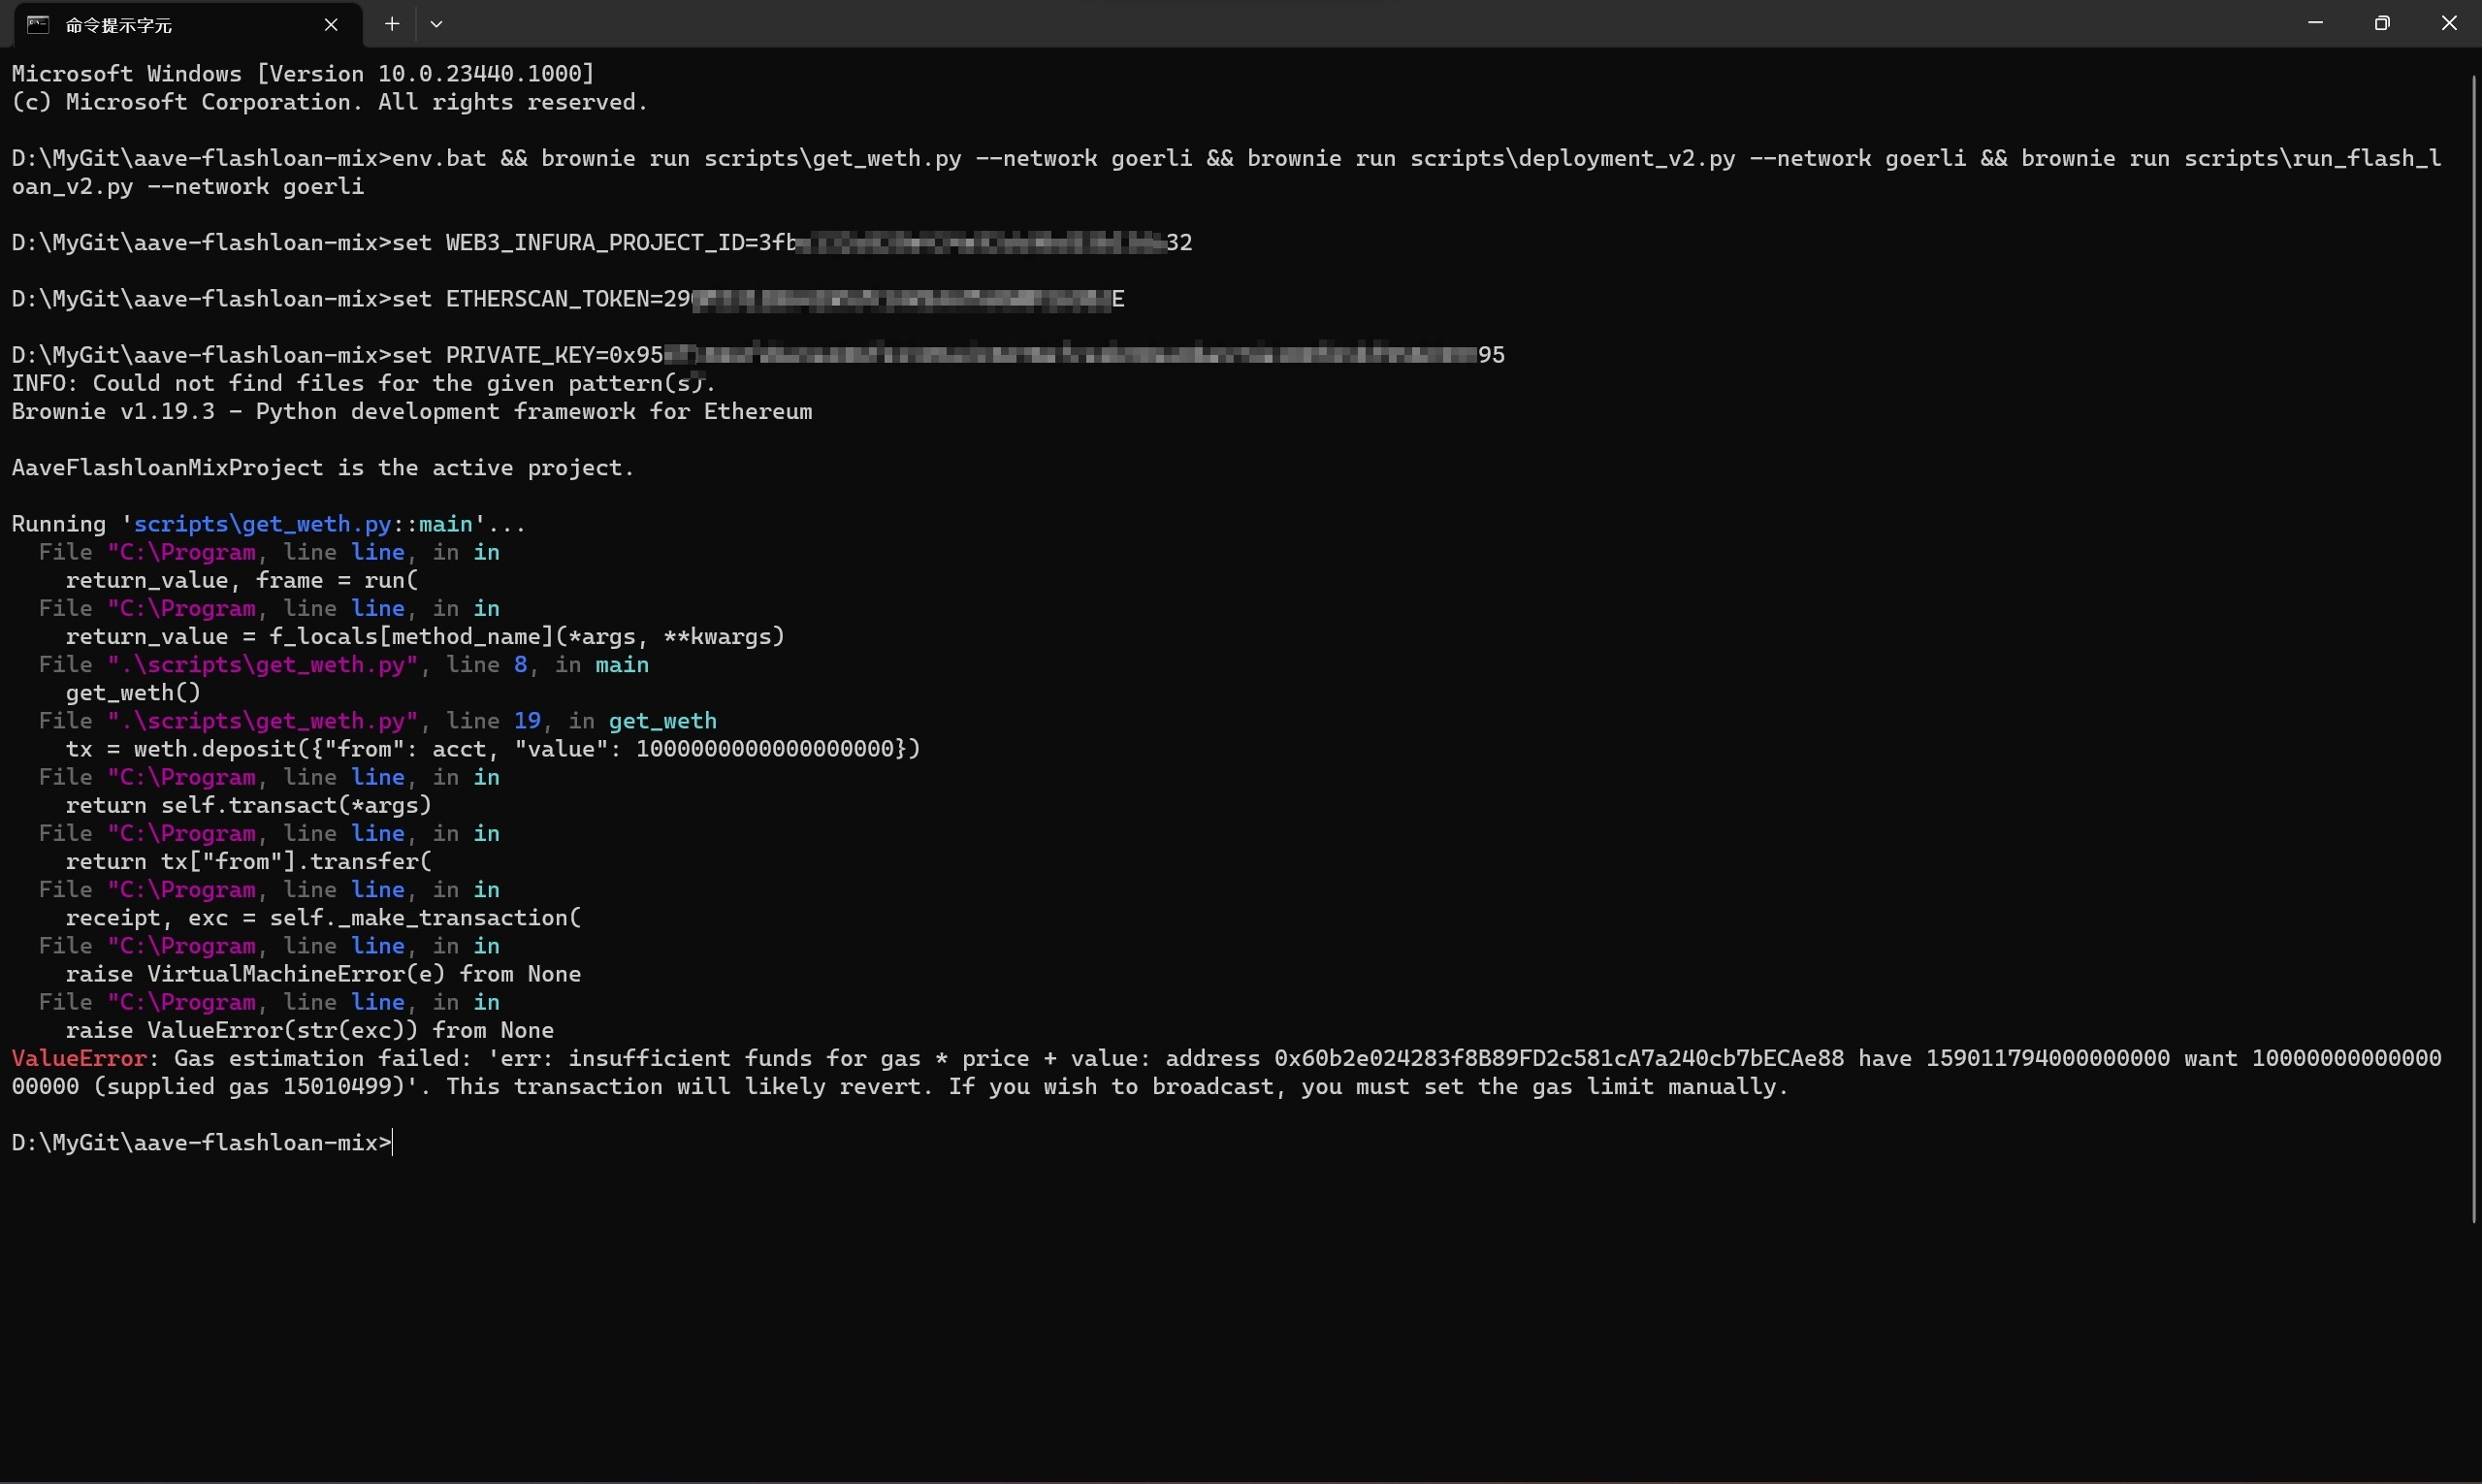 命令提示字元
Microsoft Windows [Version 10.0.23440.1000]
(c) Microsoft Corporation. All rights reserved.
D:\MyGit\aave-flashloan-mix>env.bat && brownie run scripts\get_weth.py --network goerli && brownie run scripts\deployment_v2.py --network goerli && brownie run scripts\run_flash_l
oan_v2.py --network goerli
D:\MyGit\aave-flashloan-mix>set WEB3_INFURA_PROJECT_ID=3fb 32
D:\MyGit\aave-flashloan-mix>set ETHERSCAN_TOKEN=29 E
D:\MyGit\aave-flashloan-mix>set PRIVATE_KEY=0x95 95
INFO: Could not find files for the given pattern(s).
Brownie v1.19.3 - Python development framework for Ethereum
AaveFlashloanMixProject is the active project.
Running 'scripts\get_weth.py::main'...
  File "C:\Program, line line, in in
    return_value, frame = run(
  File "C:\Program, line line, in in
    return_value = f_locals[method_name](*args, **kwargs)
  File ".\scripts\get_weth.py", line 8, in main
    get_weth()
  File ".\scripts\get_weth.py", line 19, in get_weth
    tx = weth.deposit({"from": acct, "value": 1000000000000000000})
  File "C:\Program, line line, in in
    return self.transact(*args)
  File "C:\Program, line line, in in
    return tx["from"].transfer(
  File "C:\Program, line line, in in
    receipt, exc = self._make_transaction(
  File "C:\Program, line line, in in
    raise VirtualMachineError(e) from None
  File "C:\Program, line line, in in
    raise ValueError(str(exc)) from None
ValueError: Gas estimation failed: 'err: insufficient funds for gas * price + value: address 0x60b2e024283f8B89FD2c581cA7a240cb7bECAe88 have 159011794000000000 want 10000000000000
00000 (supplied gas 15010499)'. This transaction will likely revert. If you wish to broadcast, you must set the gas limit manually.
D:\MyGit\aave-flashloan-mix>